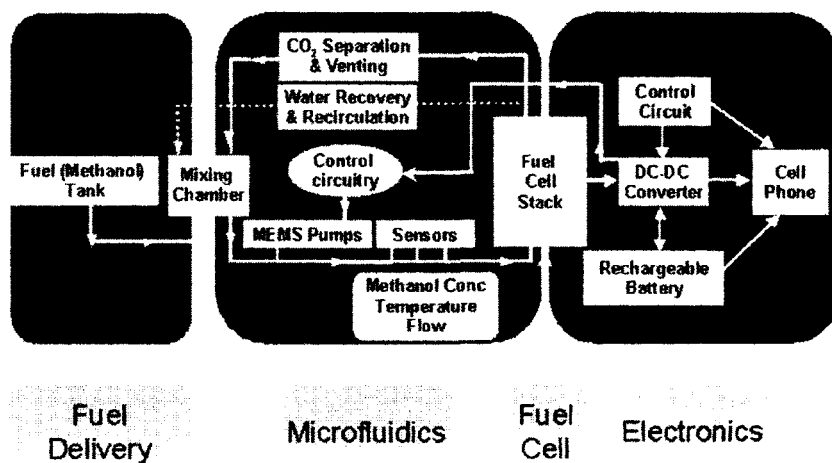 CO₂ Separation
& Venting
Water Recovery
& Recirculation
Control
Circuit
Fuel (Methanol)
Tank
Mixing
Chamber
Control
circuitry
Fuel
Cell
Stack
DC-DC
Converter
Cell
Phone
MEMS Pumps
Sensors
Methanol Conc
Temperature
Flow
Rechargeable
Battery
Fuel
Delivery
Microfluidics
Fuel
Cell
Electronics